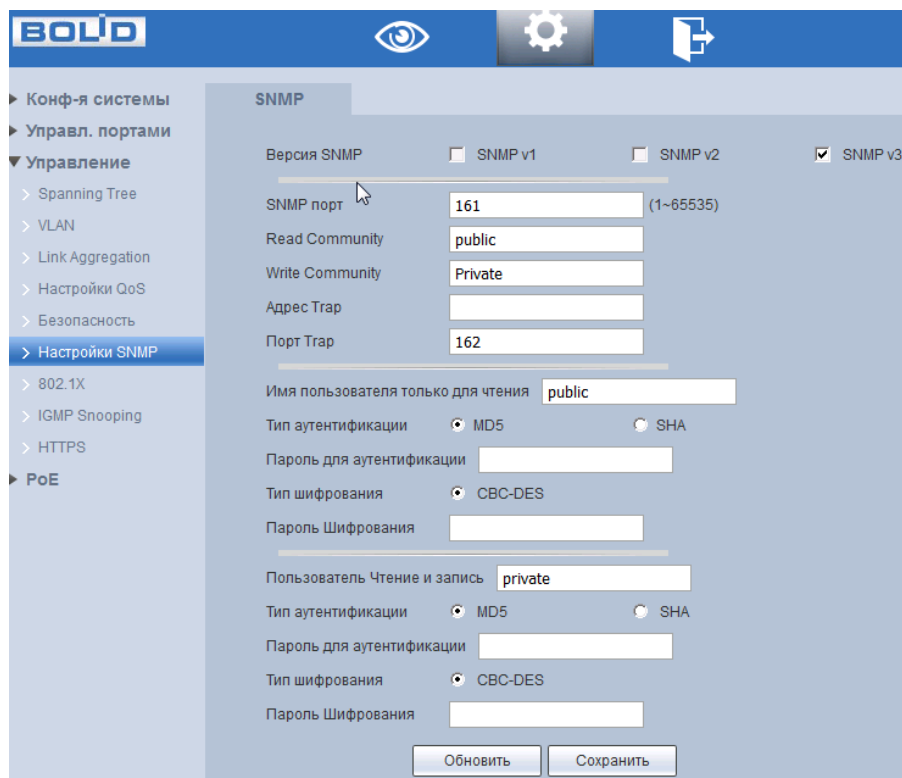 BOLID
Конф-я системы
Управл. портами
Управление
Spanning Tree
VLAN
Link Aggregation
Настройки QoS
Безопасность
Настройки SNMP
802.1X
IGMP Snooping
HTTPS
PoE
SNMP
Версия SNMP SNMP v1 SNMP v2 SNMP v3
SNMP порт 161 (1~65535)
Read Community public
Write Community Private
Адрес Trap
Порт Trap 162
Имя пользователя только для чтения public
Тип аутентификации MD5 SHA
Пароль для аутентификации
Тип шифрования CBC-DES
Пароль Шифрования
Пользователь Чтение и запись private
Тип аутентификации MD5 SHA
Пароль для аутентификации
Тип шифрования CBC-DES
Пароль Шифрования
Обновить Сохранить